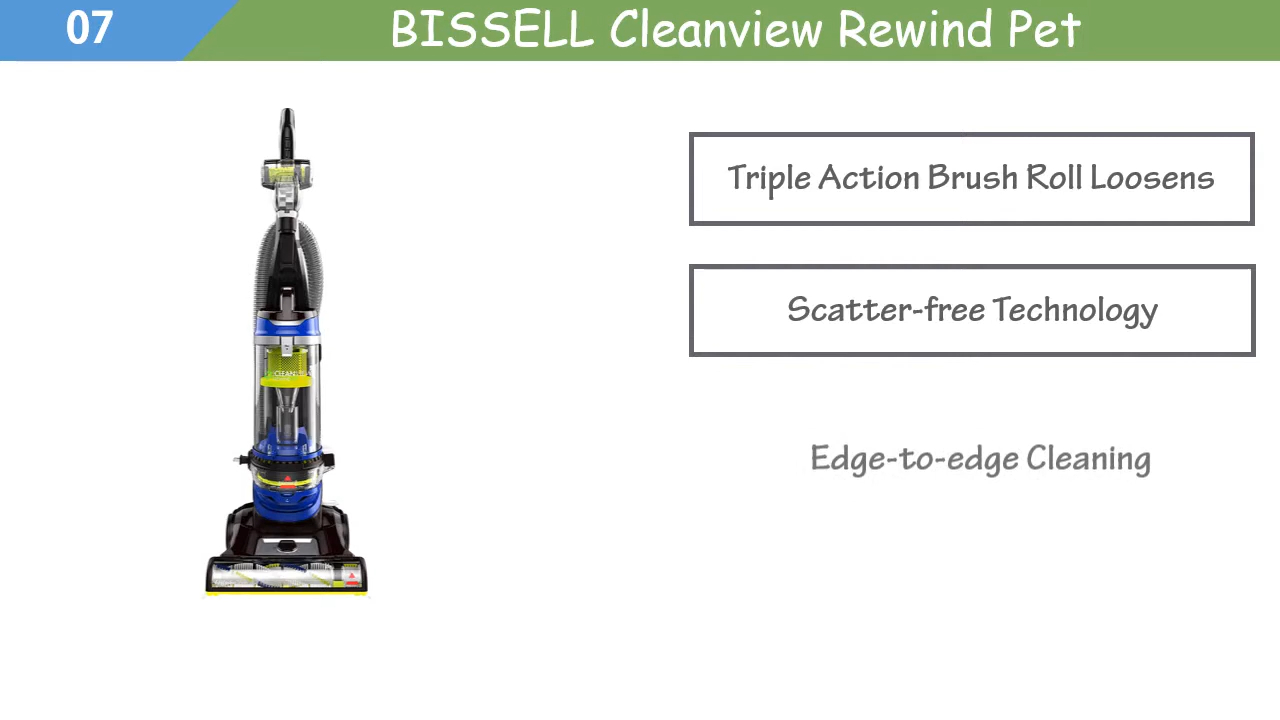 07
BISSELL Cleanview Rewind Pet
Triple Action Brush Roll Loosens
Scatter-free Technology
Edge-to-edge Cleaning